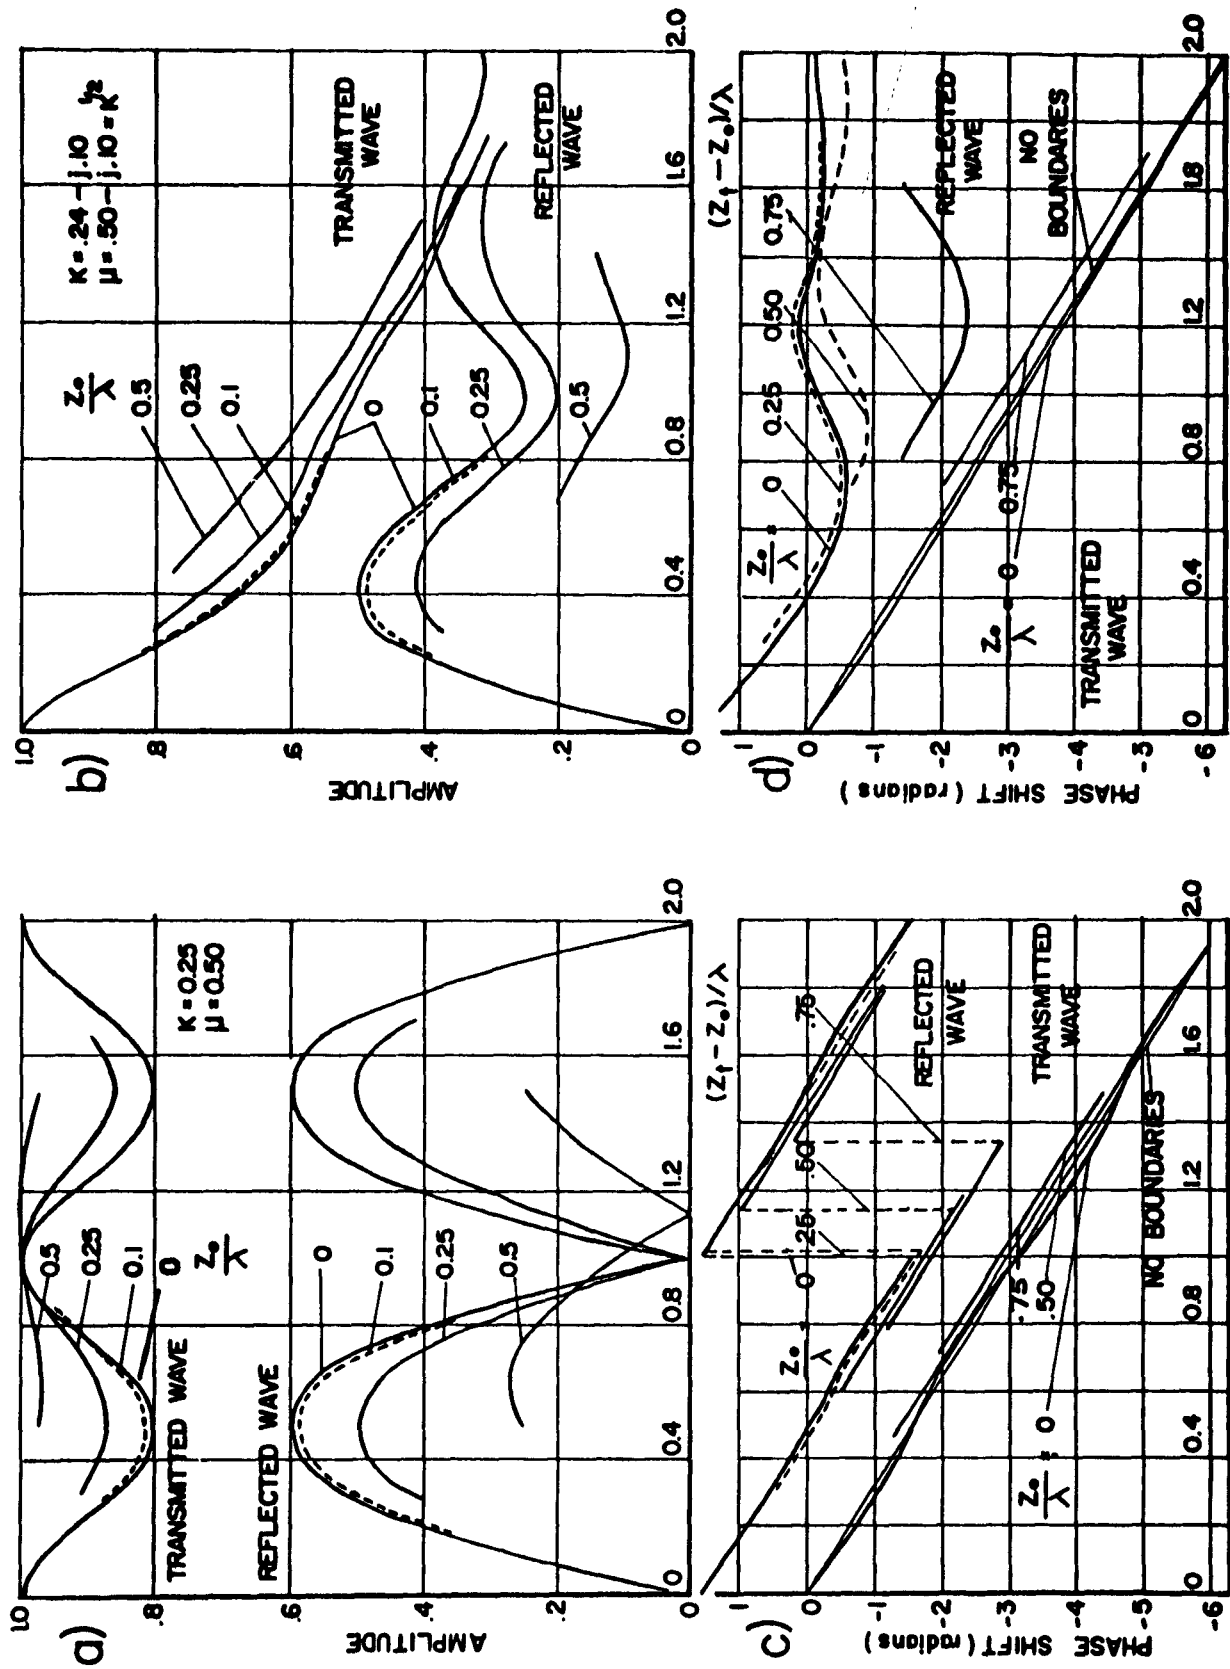 a)
1.0
.8
.6
.4
.2
0
AMPLITUDE
TRANSMITTED WAVE
REFLECTED WAVE
K = 0.25
μ = 0.50
0.5
0.25
0.1
0
Z₀/λ
0
0.1
0.25
0.5
0.4
0.8
1.2
1.6
2.0
b)
1.0
.8
.6
.4
.2
0
AMPLITUDE
K = .24 - j.10
μ = .50 - j.10 = K^1/2
Z₀/λ
0.5
0.25
0.1
0
0.1
0.25
0.5
TRANSMITTED
WAVE
REFLECTED
WAVE
0
0.4
0.8
1.2
1.6
2.0
c)
1
0
-1
-2
-3
-4
-5
-6
PHASE SHIFT (radians)
(Z₁ - Z₀)/λ
Z₀/λ = 0
.25
.50
.75
REFLECTED
WAVE
TRANSMITTED
WAVE
.75
.50
Z₀/λ = 0
NO BOUNDARIES
0
0.4
0.8
1.2
1.6
2.0
d)
1
0
-1
-2
-3
-4
-5
-6
PHASE SHIFT (radians)
(Z₁ - Z₀)/λ
Z₀/λ =
0
0.25
0.50
0.75
REFLECTED
WAVE
NO
BOUNDARIES
Z₀/λ = 0
0.75
TRANSMITTED
WAVE
0
0.4
0.8
1.2
1.8
2.0